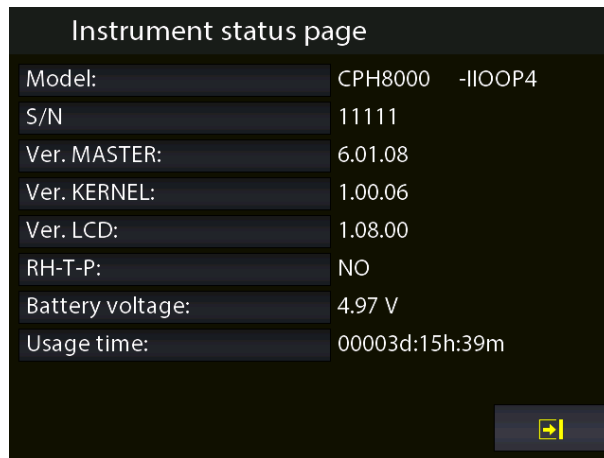 Instrument status page
Model: CPH8000 -IIOOP4
S/N 11111
Ver. MASTER: 6.01.08
Ver. KERNEL: 1.00.06
Ver. LCD: 1.08.00
RH-T-P: NO
Battery voltage: 4.97 V
Usage time: 00003d:15h:39m